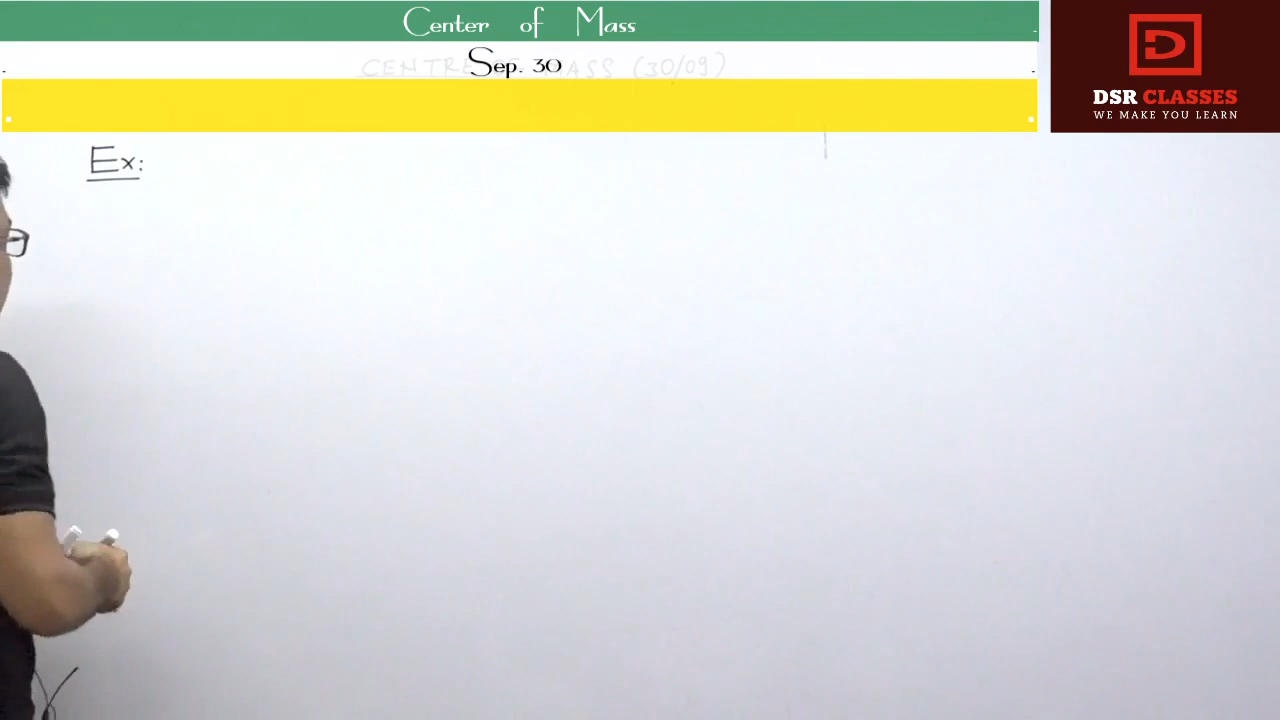 Center of Mass
Sep. 30
CENTRE OF MASS (30/09)
DSR CLASSES
WE MAKE YOU LEARN
Ex: